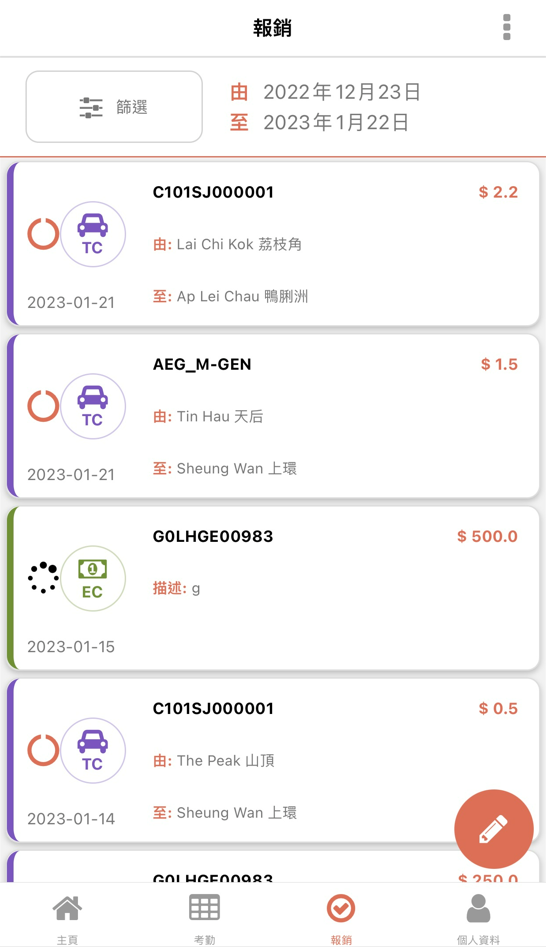 報銷
篩選
由 2022年12月23日
至 2023年1月22日
C101SJ000001 $ 2.2
TC
由: Lai Chi Kok 荔枝角
至: Ap Lei Chau 鴨脷洲
2023-01-21
AEG_M-GEN $ 1.5
TC
由: Tin Hau 天后
至: Sheung Wan 上環
2023-01-21
G0LHGE00983 $ 500.0
EC
描述: g
2023-01-15
C101SJ000001 $ 0.5
TC
由: The Peak 山頂
至: Sheung Wan 上環
2023-01-14
G0LHGE00983 $ 250.0
主頁 考勤 報銷 個人資料